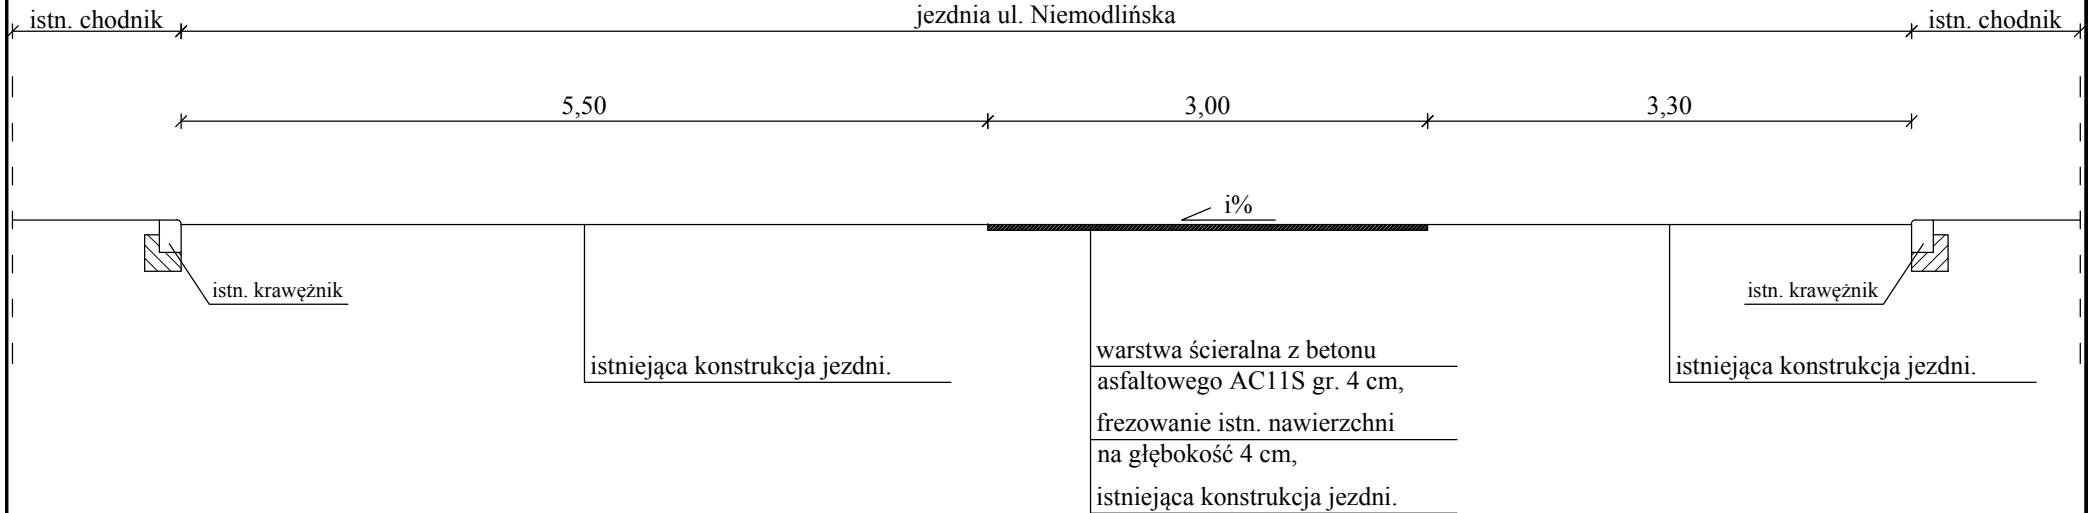 istn. chodnik
jezdnia ul. Niemodlińska
istn. chodnik
5,50
3,00
3,30
i%
istn. krawężnik
istn. krawężnik
istniejąca konstrukcja jezdni.
warstwa ścieralna z betonu
asfaltowego AC11S gr. 4 cm,
frezowanie istn. nawierzchni
na głębokość 4 cm,
istniejąca konstrukcja jezdni.
istniejąca konstrukcja jezdni.